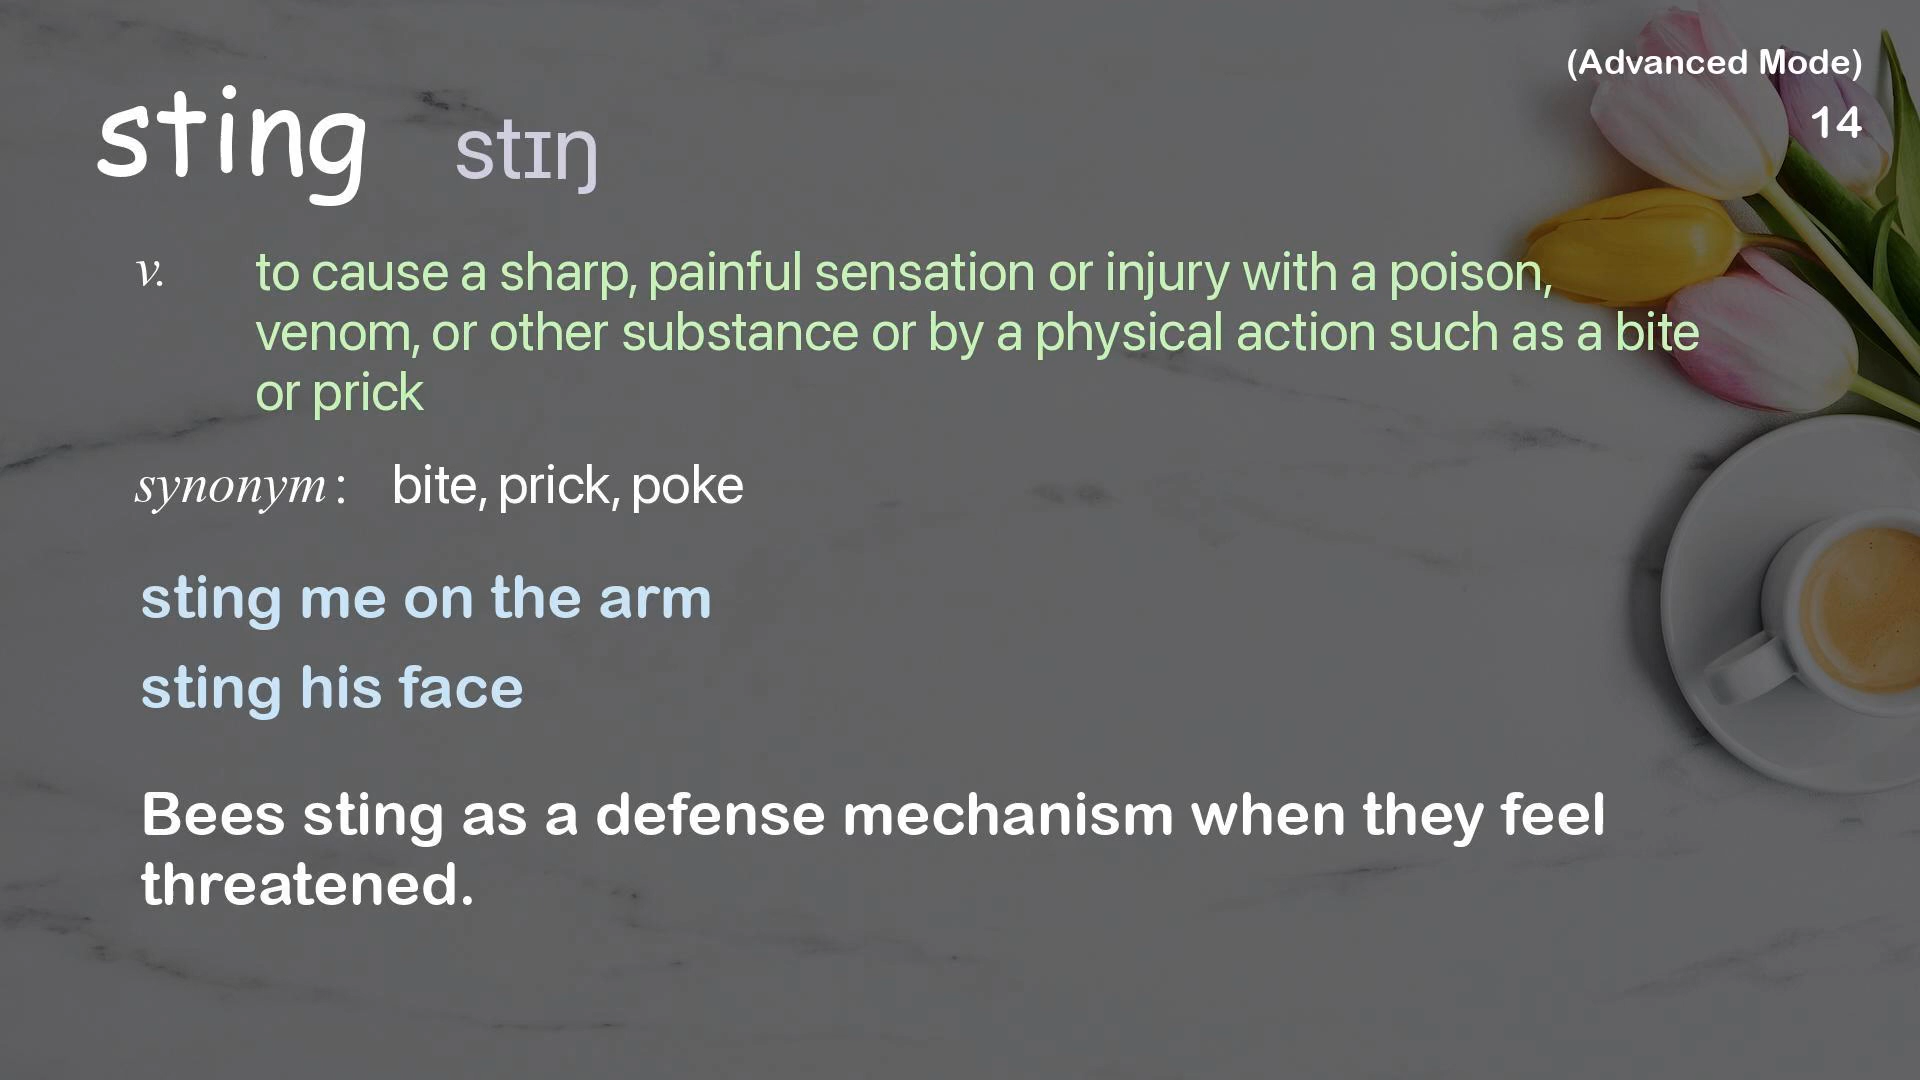 (Advanced Mode)
14
sting stɪŋ
v. to cause a sharp, painful sensation or injury with a poison,
venom, or other substance or by a physical action such as a bite
or prick
synonym: bite, prick, poke
sting me on the arm
sting his face
Bees sting as a defense mechanism when they feel
threatened.